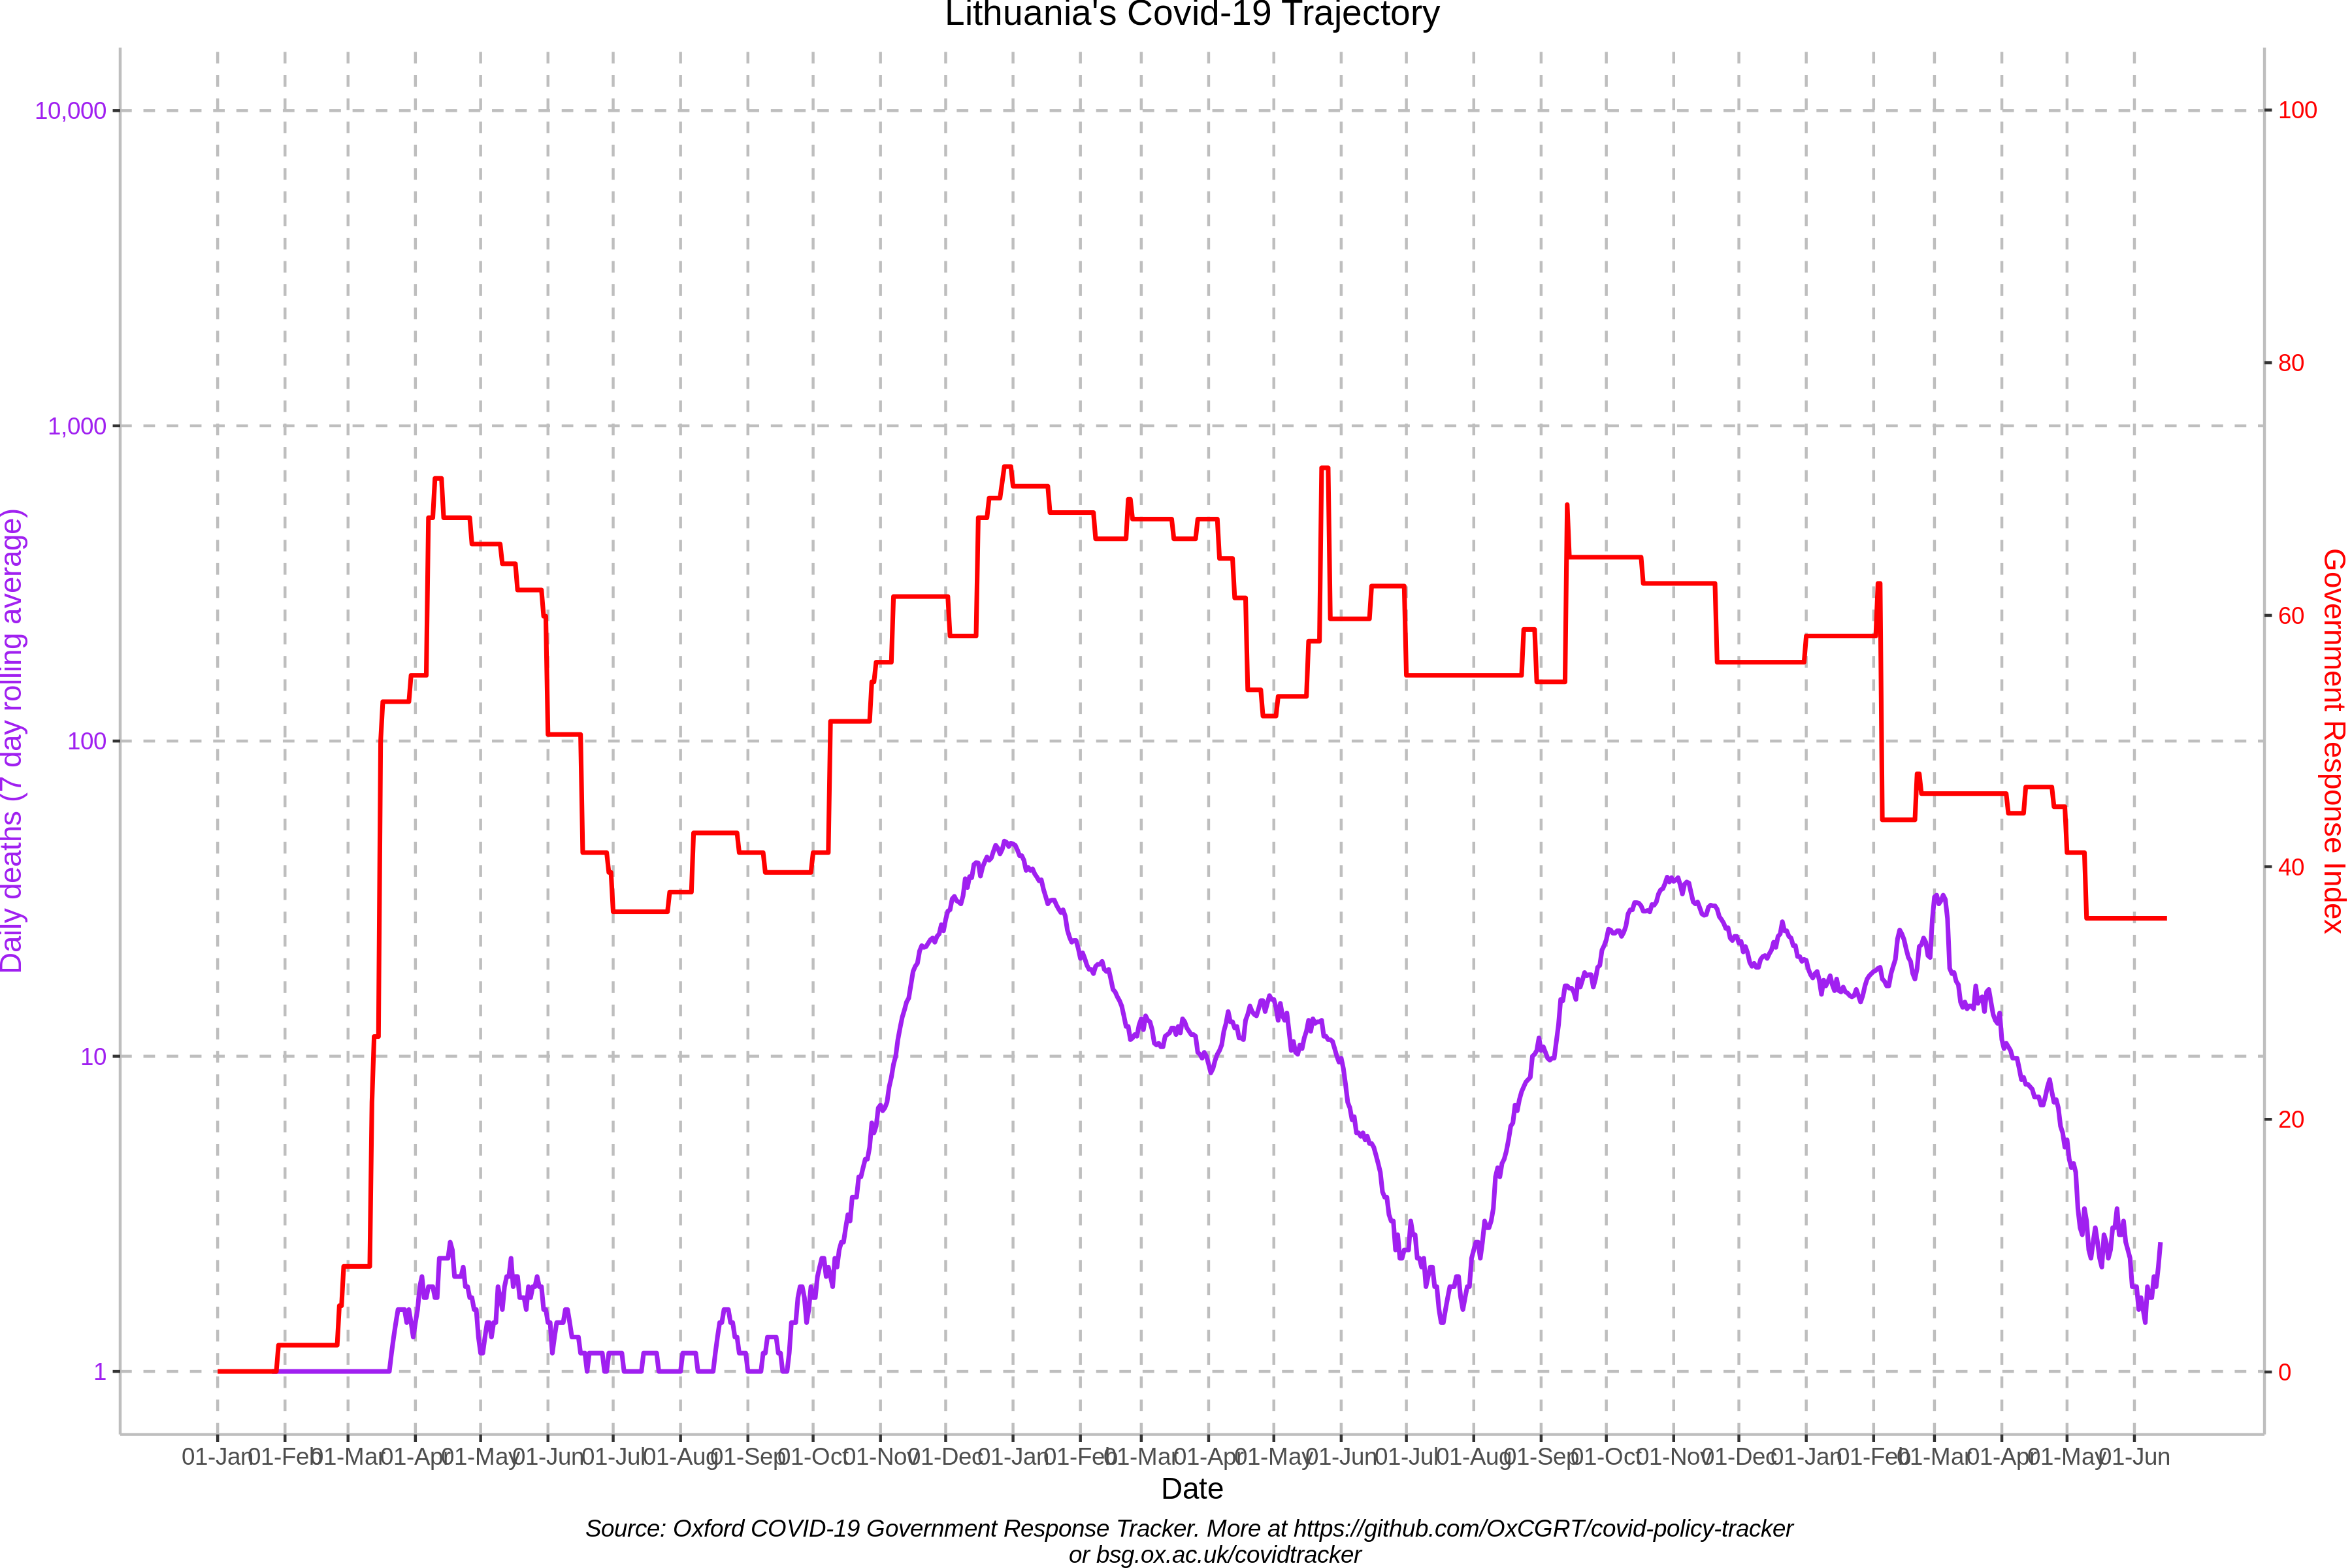 Lithuania's Covid-19 Trajectory
10,000
1,000
100
10
1
Daily deaths (7 day rolling average)
100
80
60
40
20
0
Government Response Index
01-Jan 01-Feb 01-Mar 01-Apr 01-May 01-Jun 01-Jul 01-Aug 01-Sep 01-Oct 01-Nov 01-Dec 01-Jan 01-Feb 01-Mar 01-Apr 01-May 01-Jun 01-Jul 01-Aug 01-Sep 01-Oct 01-Nov 01-Dec 01-Jan 01-Feb 01-Mar 01-Apr 01-May 01-Jun
Date
Source: Oxford COVID-19 Government Response Tracker. More at https://github.com/OxCGRT/covid-policy-tracker
or bsg.ox.ac.uk/covidtracker